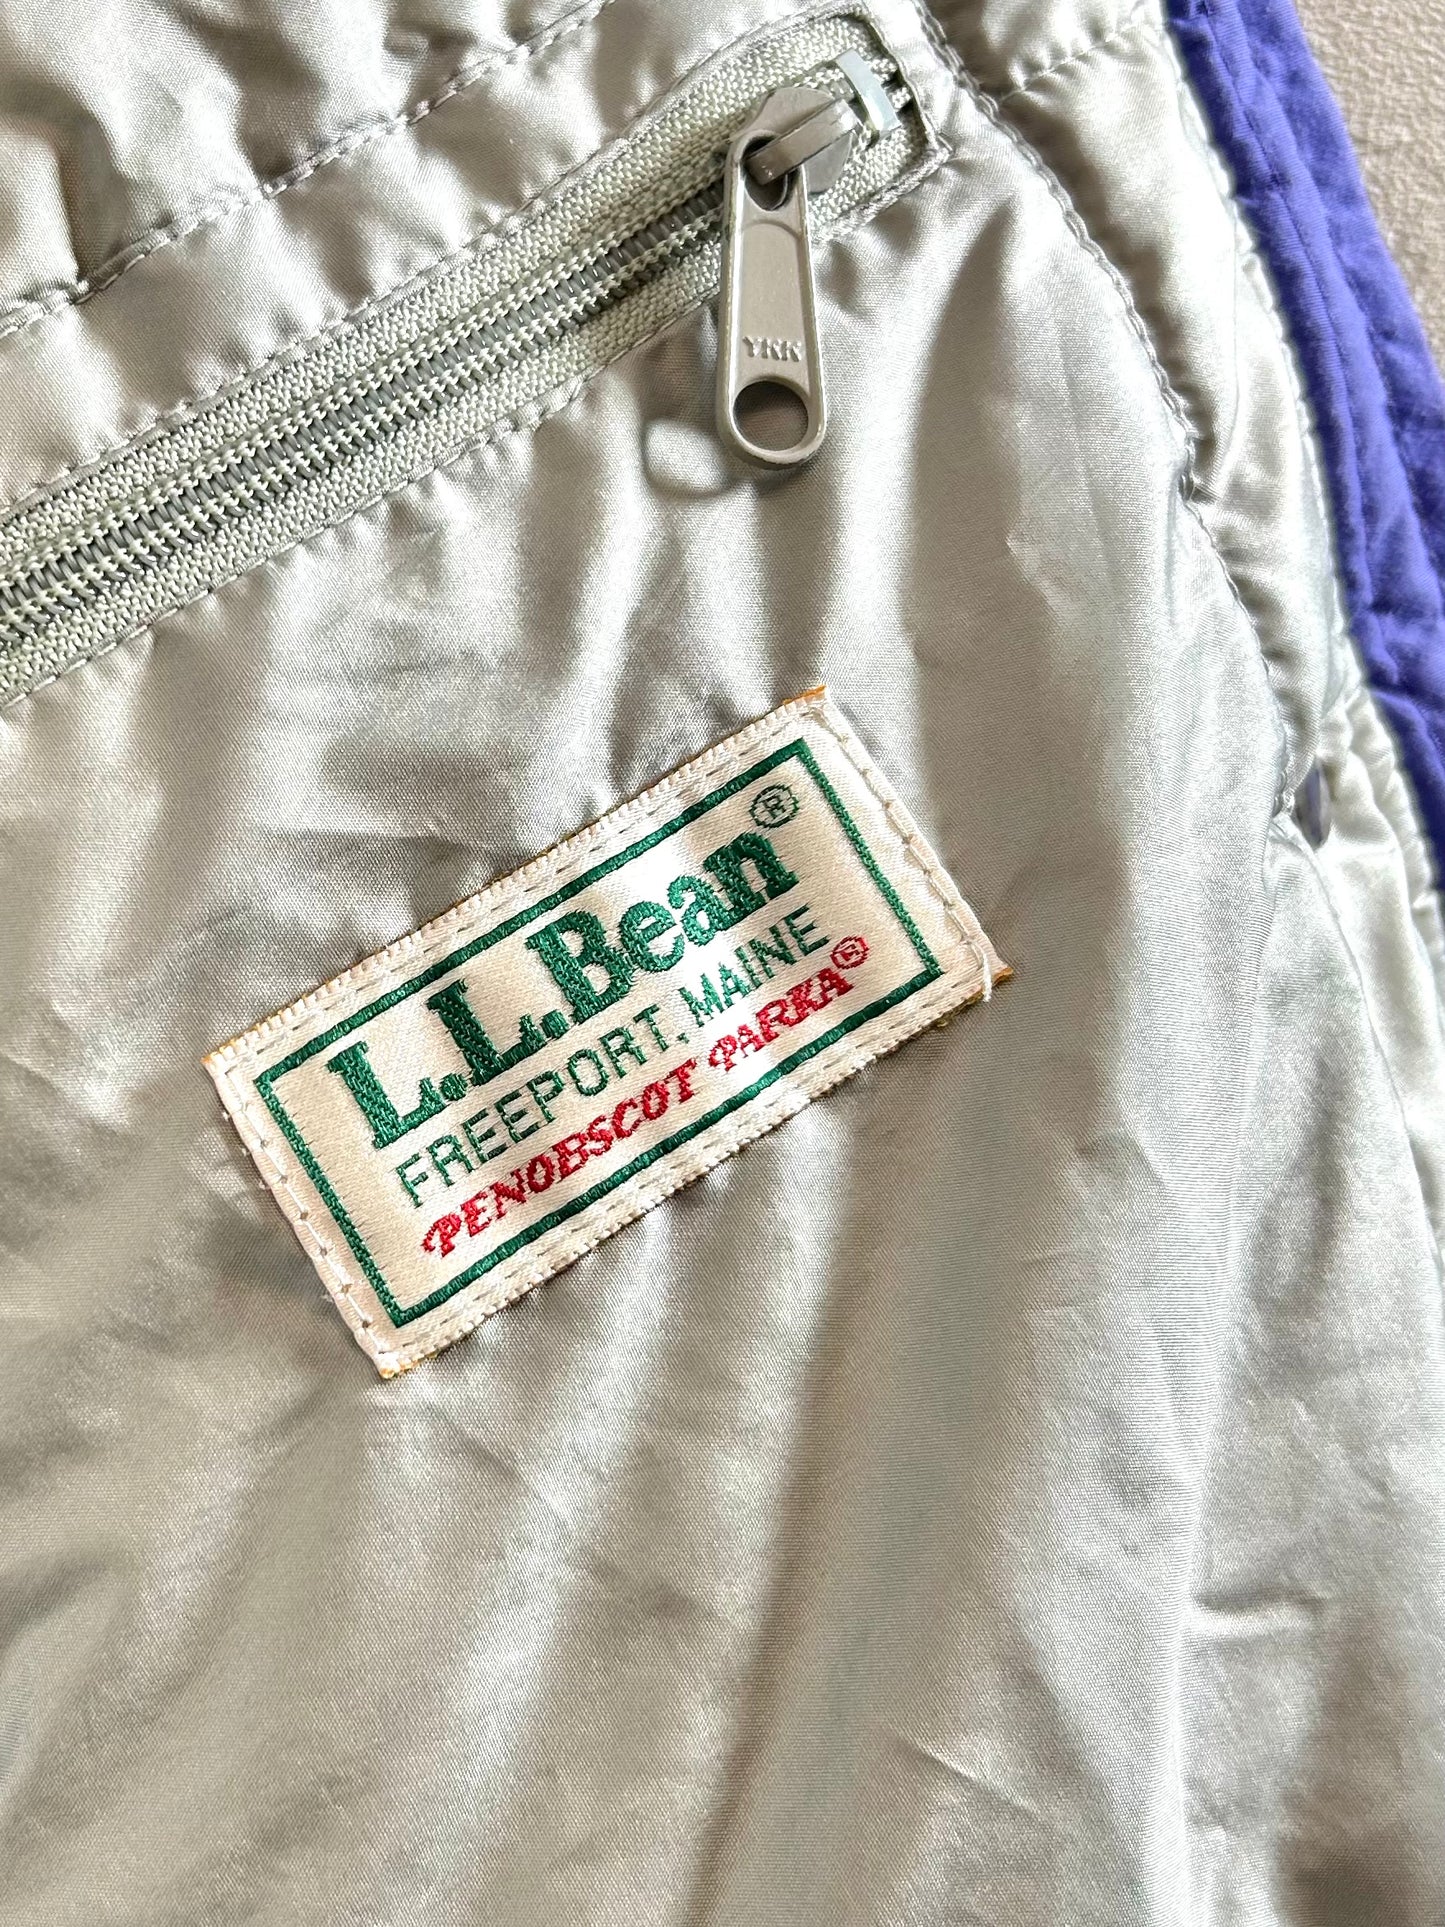 YKK
L.L.Bean®
FREEPORT, MAINE
PENOBSCOT PARKA®